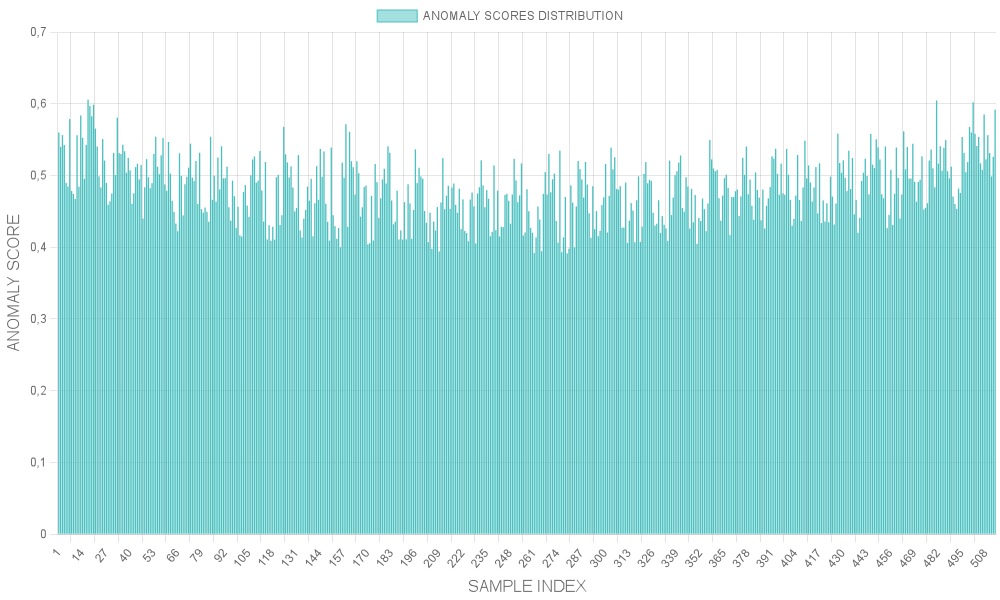 ANOMALY SCORES DISTRIBUTION
0,7
0,6
0,5
0,4
0,3
0,2
0,1
0
ANOMALY SCORE
1 14 27 40 53 66 79 92 105 118 131 144 157 170 183 196 209 222 235 248 261 274 287 300 313 326 339 352 365 378 391 404 417 430 443 456 469 482 495 508
SAMPLE INDEX